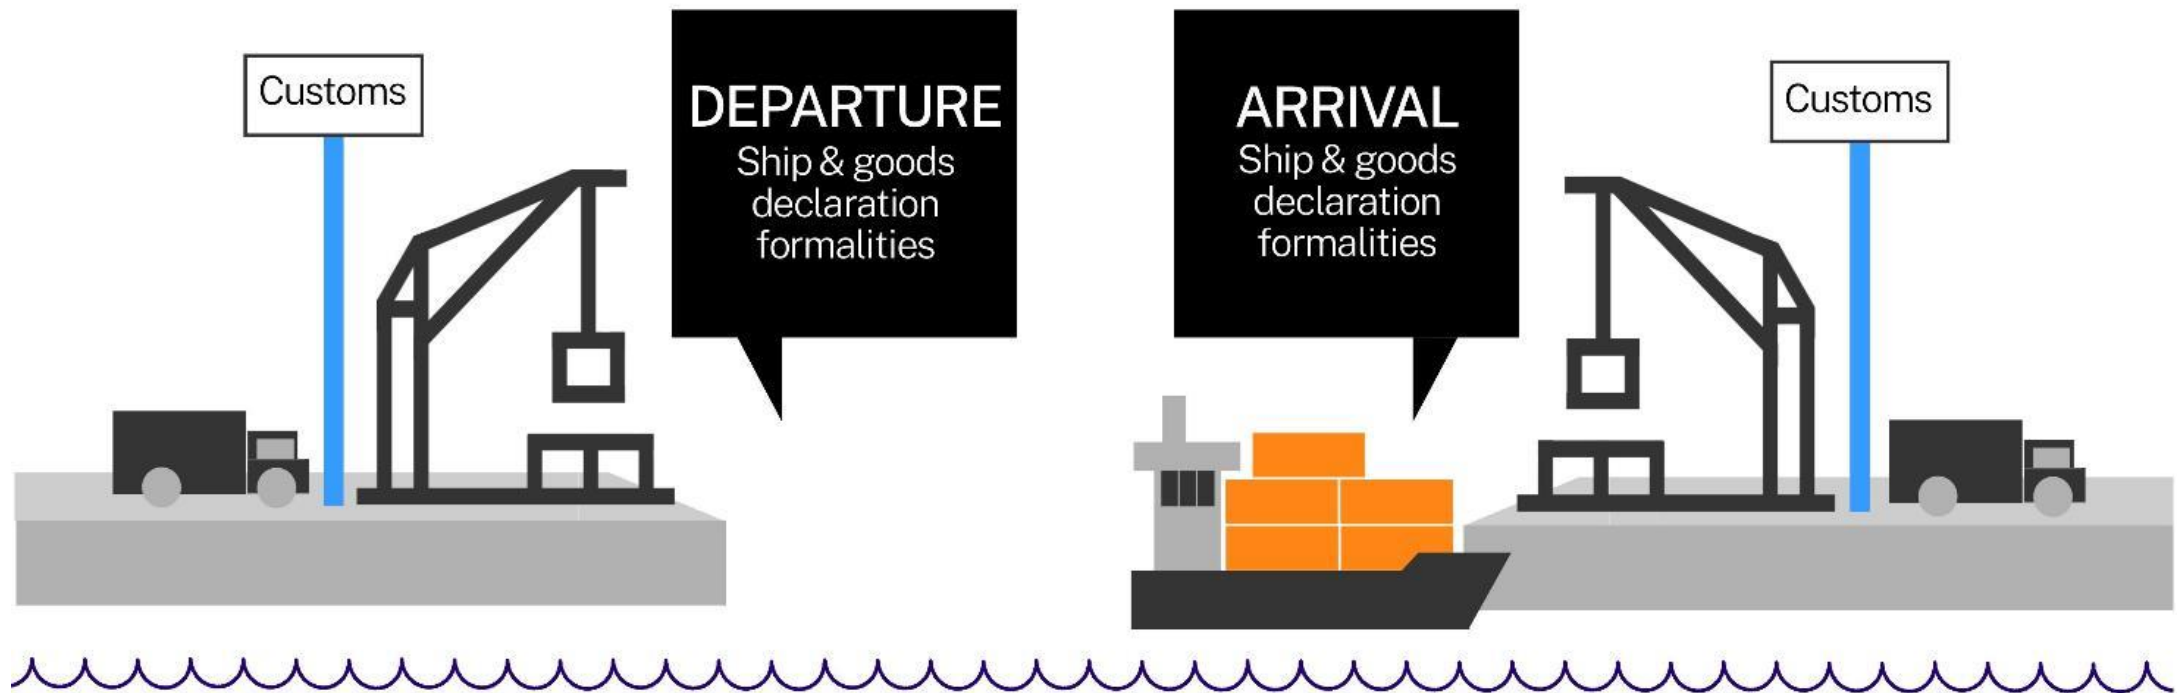 Customs
DEPARTURE
Ship & goods
declaration
formalities
ARRIVAL
Ship & goods
declaration
formalities
Customs